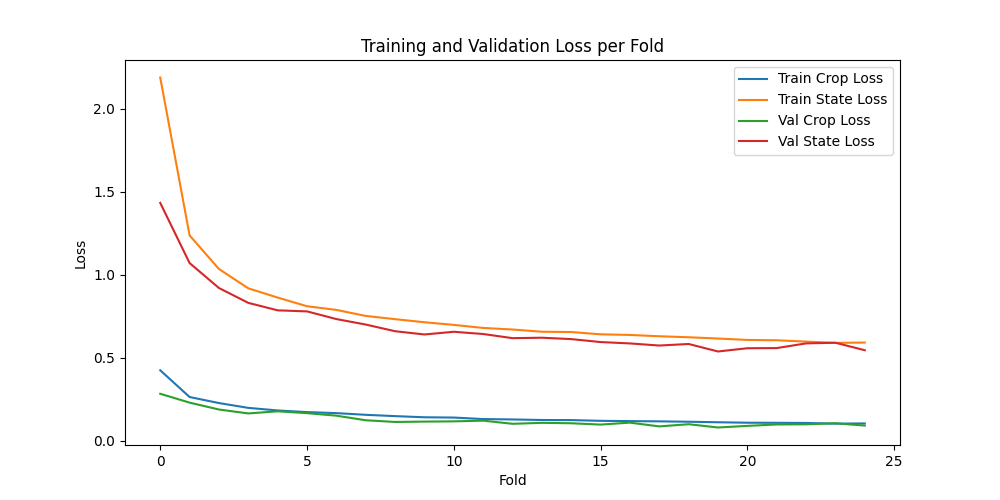 Training and Validation Loss per Fold
Train Crop Loss
Train State Loss
Val Crop Loss
Val State Loss
2.0
1.5
1.0
0.5
0.0
Loss
0 5 10 15 20 25
Fold